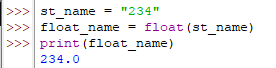 >>> st_name = "234"
>>> float_name = float(st_name)
>>> print(float_name)
234.0